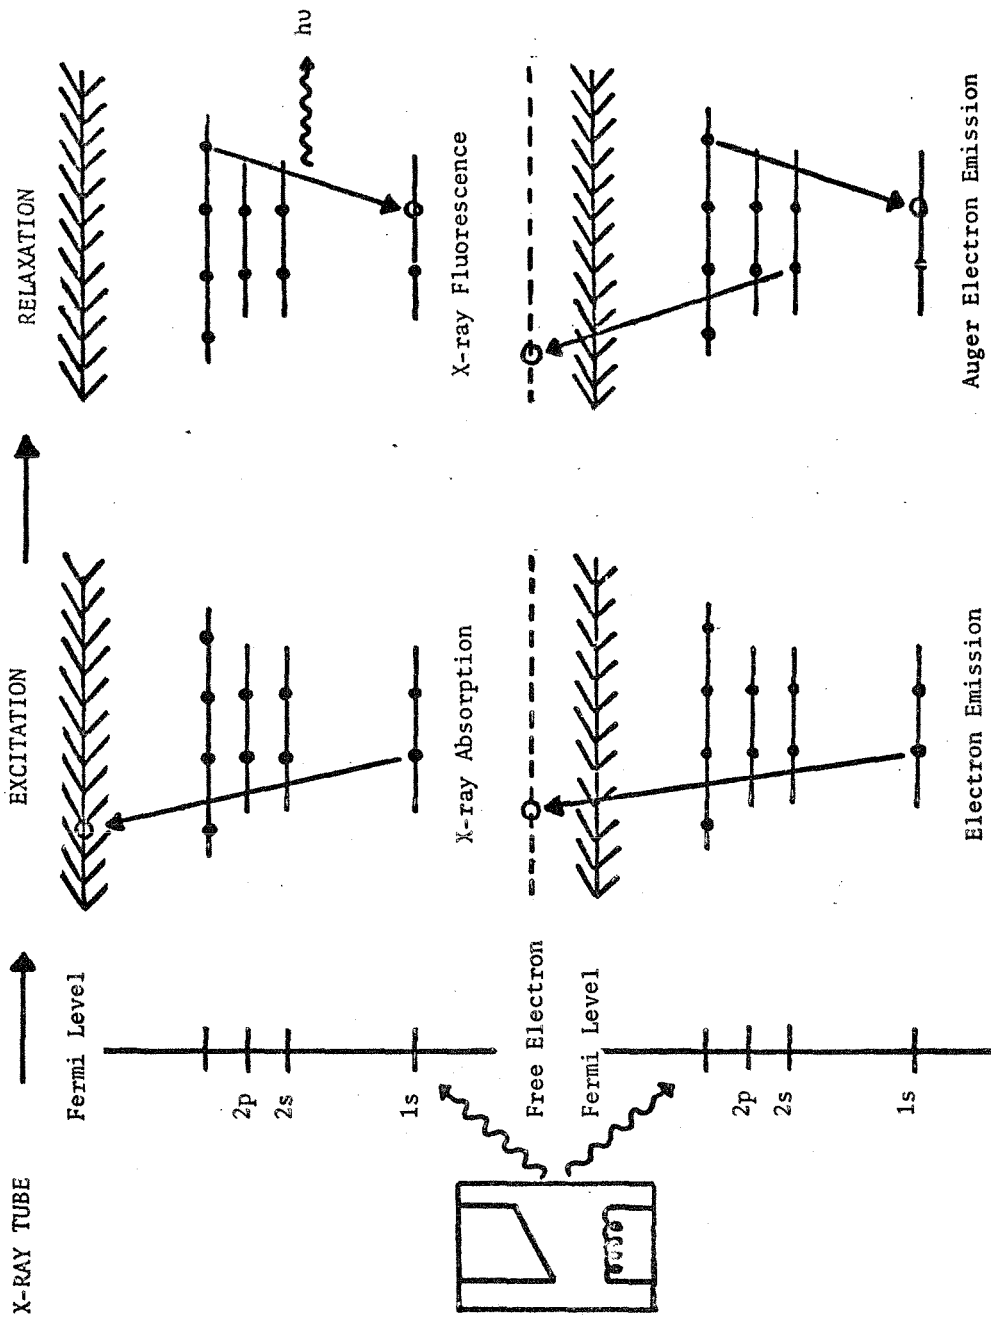 X-RAY TUBE
EXCITATION
RELAXATION
Fermi Level
2p
2s
1s
hυ
X-ray Absorption
X-ray Fluorescence
Free Electron
Fermi Level
2p
2s
1s
Electron Emission
Auger Electron Emission